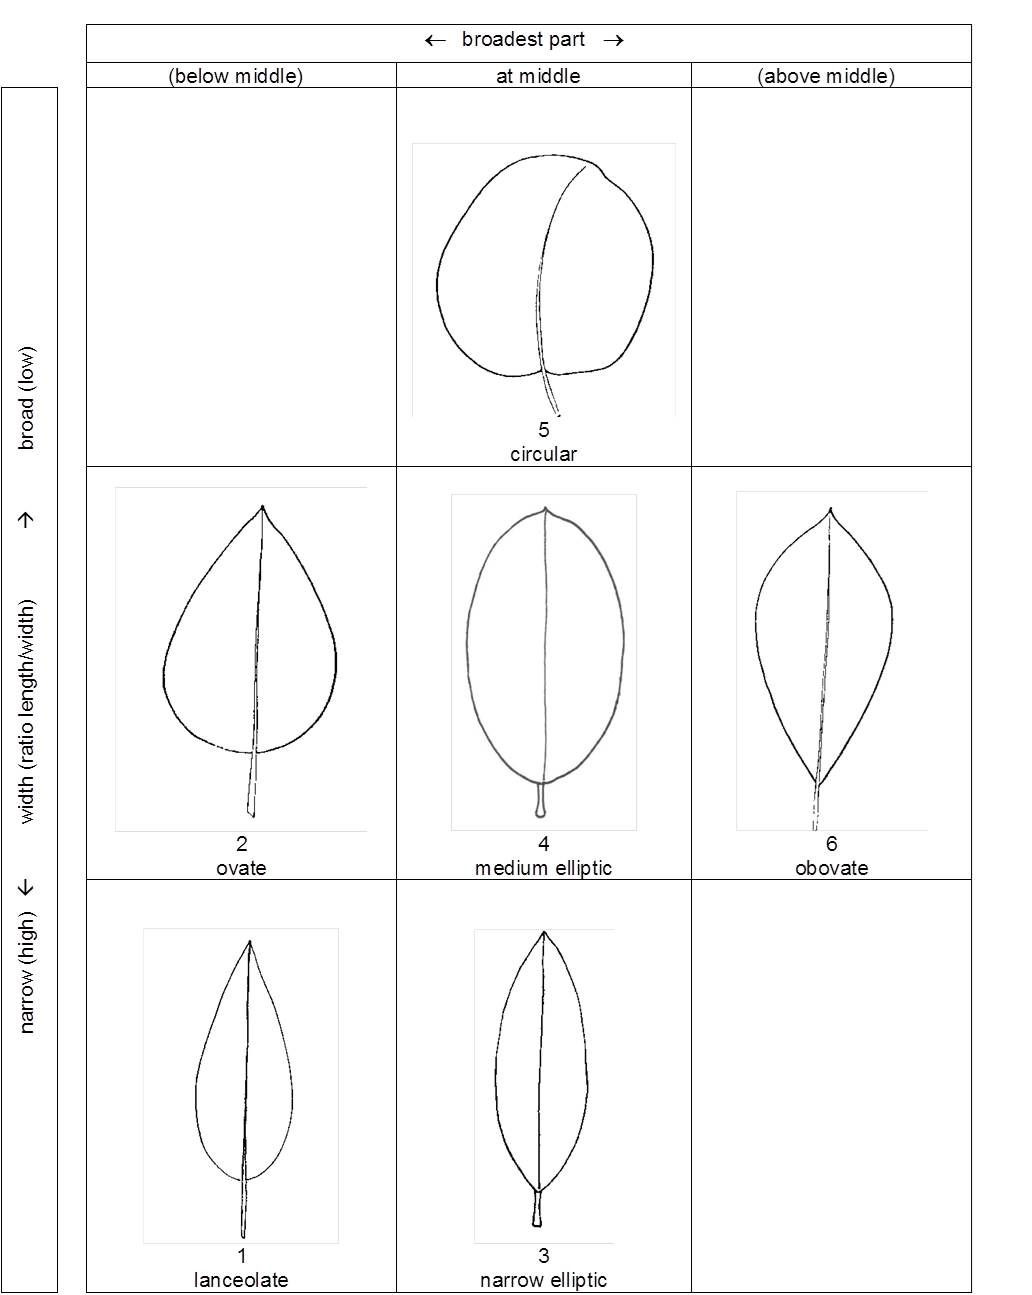 ← broadest part →
(below middle)
at middle
(above middle)
narrow (high) ← width (ratio length/width) → broad (low)
5
circular
2
ovate
4
medium elliptic
6
obovate
1
lanceolate
3
narrow elliptic